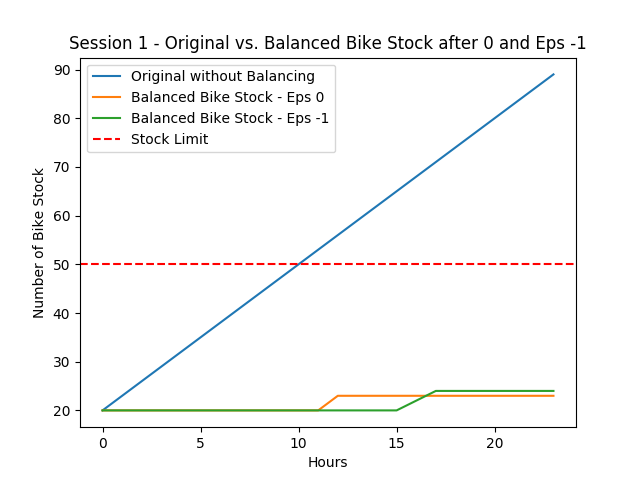 Session 1 - Original vs. Balanced Bike Stock after 0 and Eps -1
Original without Balancing
Balanced Bike Stock - Eps 0
Balanced Bike Stock - Eps -1
Stock Limit
Number of Bike Stock
90
80
70
60
50
40
30
20
0 5 10 15 20
Hours